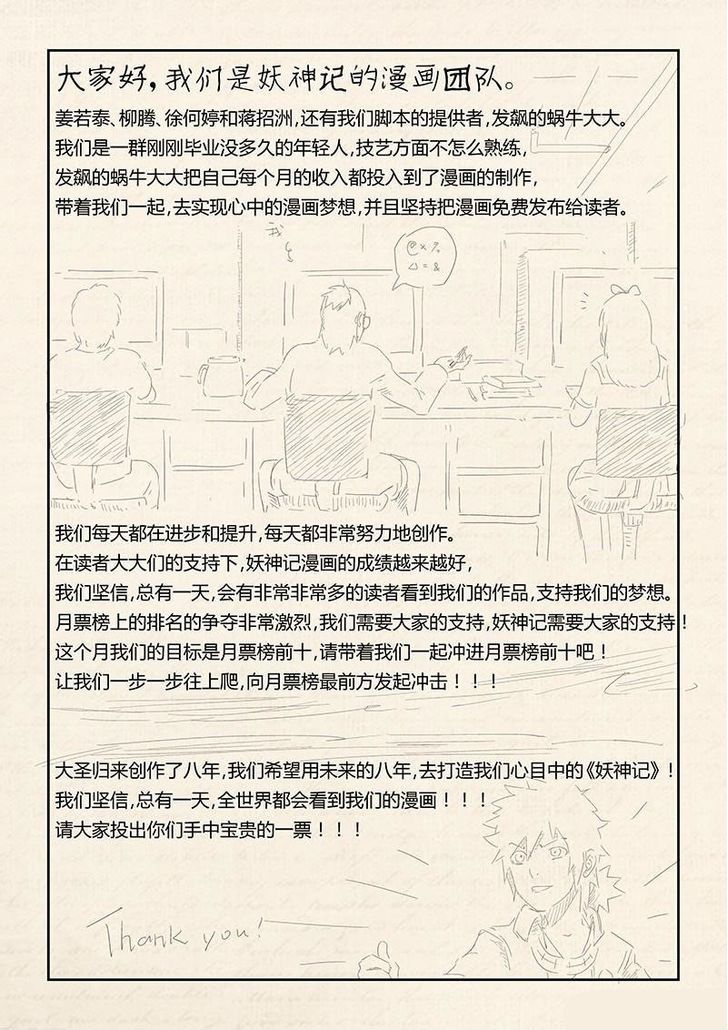 大家好，我们是妖神记的漫画团队。
姜若泰、柳腾、徐何婷和蒋招洲，还有我们脚本的提供者，发飙的蜗牛大大。
我们是一群刚刚毕业没多久的年轻人，技艺方面不怎么熟练，
发飙的蜗牛大大把自己每个月的收入都投入到了漫画的制作，
带着我们一起，去实现心中的漫画梦想，并且坚持把漫画免费发布给读者。
我
@×%
△=&
我们每天都在进步和提升，每天都非常努力地创作。
在读者大大们的支持下，妖神记漫画的成绩越来越好，
我们坚信，总有一天，会有非常非常多的读者看到我们的作品，支持我们的梦想。
月票榜上的排名的争夺非常激烈，我们需要大家的支持，妖神记需要大家的支持！
这个月我们的目标是月票榜前十，请带着我们一起冲进月票榜前十吧！
让我们一步一步往上爬，向月票榜最前方发起冲击！！！
大圣归来创作了八年，我们希望用未来的八年，去打造我们心目中的《妖神记》！
我们坚信，总有一天，全世界都会看到我们的漫画！！！
请大家投出你们手中宝贵的一票！！！
Thank you!